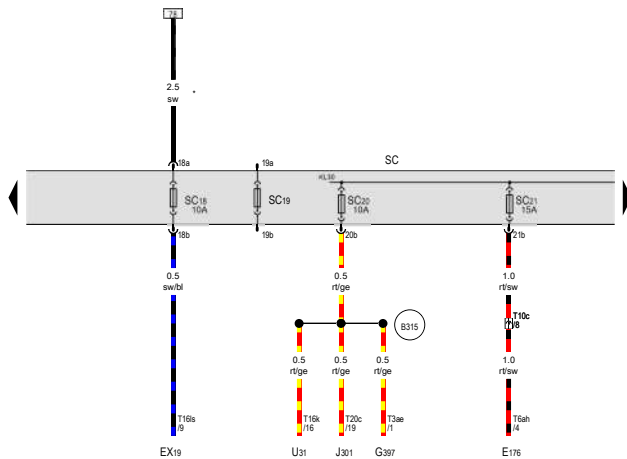 78
2.5
sw
18a
19a
SC
KL30
SC18
10A
SC19
SC20
10A
SC21
15A
18b
19b
20b
21b
0.5
sw/bl
0.5
rt/ge
1.0
rt/sw
T10c
/8
B315
0.5
rt/ge
0.5
rt/ge
0.5
rt/ge
1.0
rt/sw
T16ls
/9
T16k
/16
T20c
/19
T3ae
/1
T6ah
/4
EX19
U31
J301
G397
E176